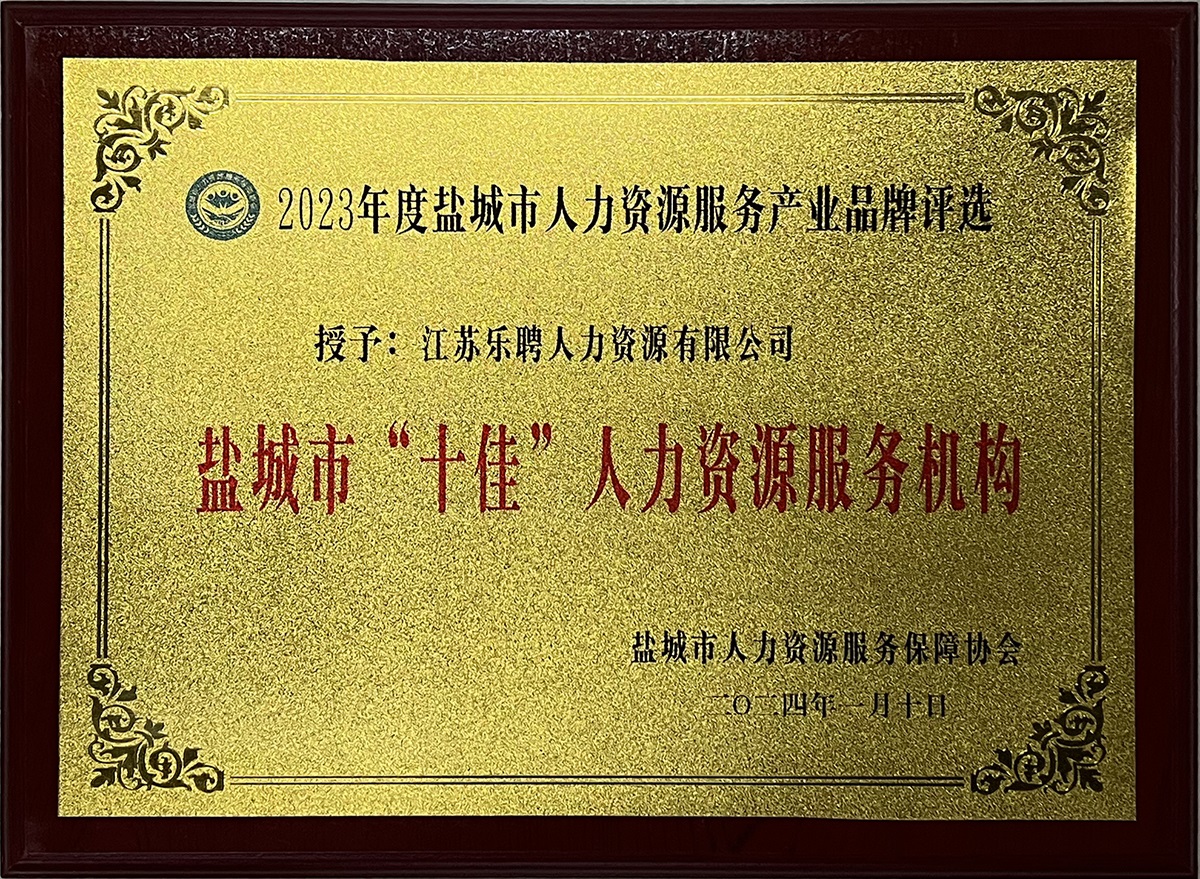 2023年度盐城市人力资源服务产业品牌评选
授予：江苏乐聘人力资源有限公司
盐城市“十佳”人力资源服务机构
盐城市人力资源服务保障协会
二〇二四年一月十日